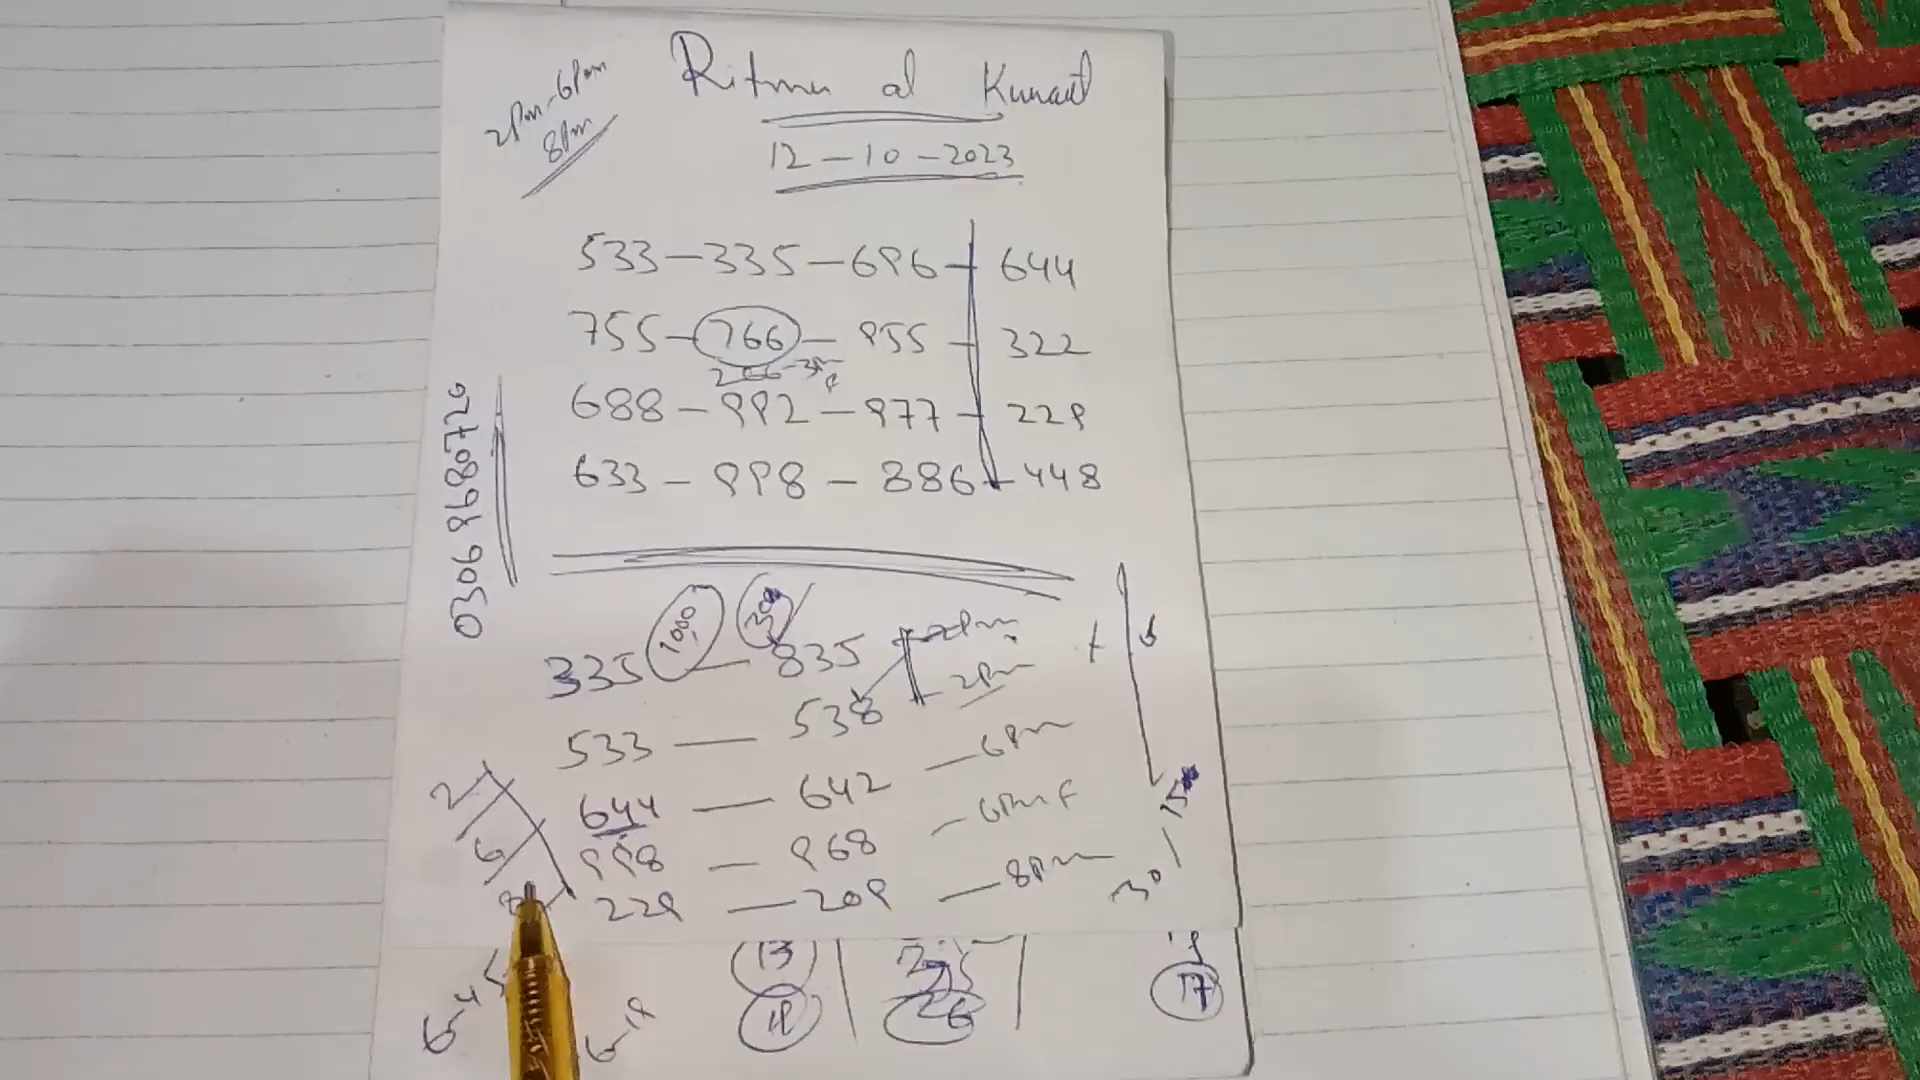 2Pm-6Pm
8Pm
Ritmu al Kunait
12-10-2023
533-335-696-644
755-766-955-322
688-992-977-229
633-998-886-448
0306 9680720
1000 300
335-835 2Pm
533-538 2Pm
644-642-6Pm
998-968-6Pm F
229-209-8Pm
2
6
8
13
17